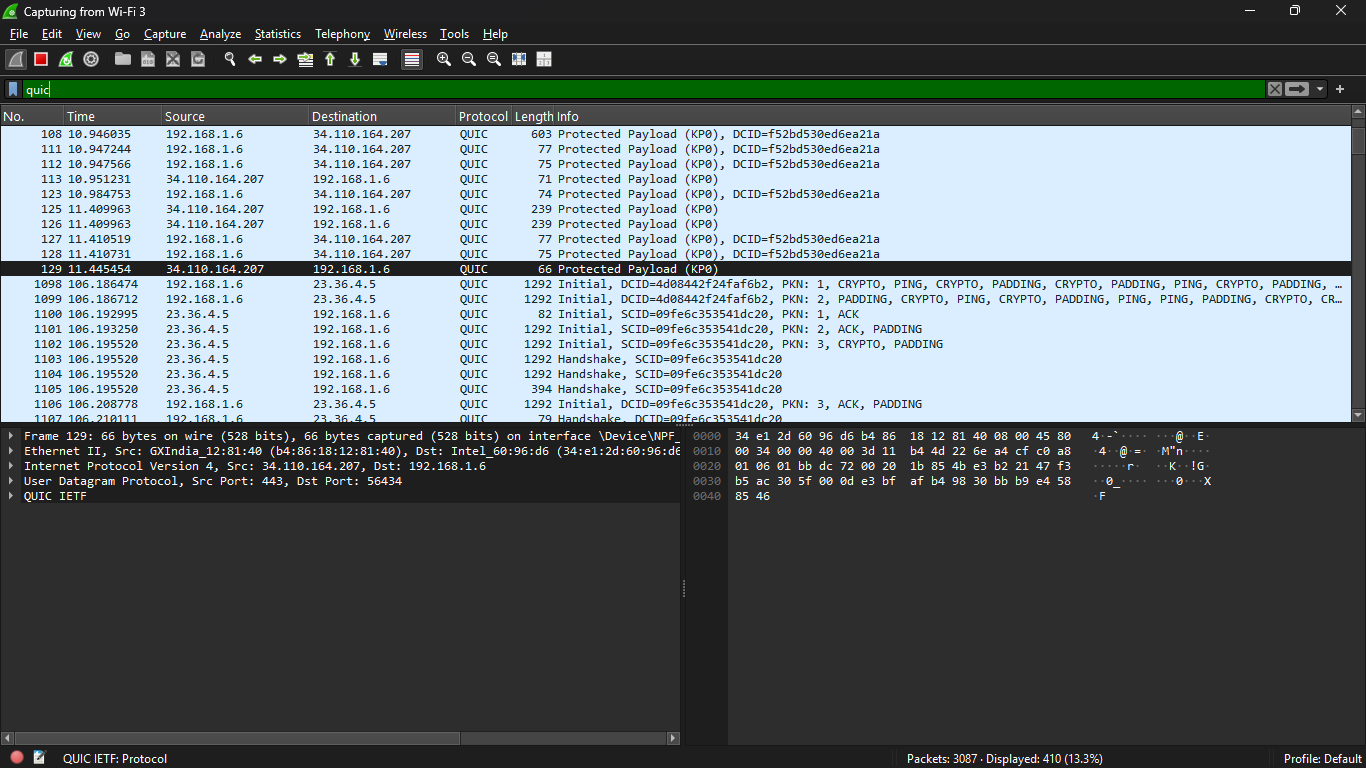 Capturing from Wi-Fi 3
File Edit View Go Capture Analyze Statistics Telephony Wireless Tools Help
quic
No. Time Source Destination Protocol Length Info
108 10.946035 192.168.1.6 34.110.164.207 QUIC 603 Protected Payload (KP0), DCID=f52bd530ed6ea21a
111 10.947244 192.168.1.6 34.110.164.207 QUIC 77 Protected Payload (KP0), DCID=f52bd530ed6ea21a
112 10.947566 192.168.1.6 34.110.164.207 QUIC 75 Protected Payload (KP0), DCID=f52bd530ed6ea21a
113 10.951231 34.110.164.207 192.168.1.6 QUIC 71 Protected Payload (KP0)
123 10.984753 192.168.1.6 34.110.164.207 QUIC 74 Protected Payload (KP0), DCID=f52bd530ed6ea21a
125 11.409963 34.110.164.207 192.168.1.6 QUIC 239 Protected Payload (KP0)
126 11.409963 34.110.164.207 192.168.1.6 QUIC 239 Protected Payload (KP0)
127 11.410519 192.168.1.6 34.110.164.207 QUIC 77 Protected Payload (KP0), DCID=f52bd530ed6ea21a
128 11.410731 192.168.1.6 34.110.164.207 QUIC 75 Protected Payload (KP0), DCID=f52bd530ed6ea21a
129 11.445454 34.110.164.207 192.168.1.6 QUIC 66 Protected Payload (KP0)
1098 106.186474 192.168.1.6 23.36.4.5 QUIC 1292 Initial, DCID=4d08442f24faf6b2, PKN: 1, CRYPTO, PING, CRYPTO, PADDING, CRYPTO, PADDING, PING, CRYPTO, PADDING, …
1099 106.186712 192.168.1.6 23.36.4.5 QUIC 1292 Initial, DCID=4d08442f24faf6b2, PKN: 2, PADDING, CRYPTO, PING, CRYPTO, PADDING, PING, PING, PADDING, CRYPTO, CR…
1100 106.192995 23.36.4.5 192.168.1.6 QUIC 82 Initial, SCID=09fe6c353541dc20, PKN: 1, ACK
1101 106.193250 23.36.4.5 192.168.1.6 QUIC 1292 Initial, SCID=09fe6c353541dc20, PKN: 2, ACK, PADDING
1102 106.195520 23.36.4.5 192.168.1.6 QUIC 1292 Initial, SCID=09fe6c353541dc20, PKN: 3, CRYPTO, PADDING
1103 106.195520 23.36.4.5 192.168.1.6 QUIC 1292 Handshake, SCID=09fe6c353541dc20
1104 106.195520 23.36.4.5 192.168.1.6 QUIC 1292 Handshake, SCID=09fe6c353541dc20
1105 106.195520 23.36.4.5 192.168.1.6 QUIC 394 Handshake, SCID=09fe6c353541dc20
1106 106.208778 192.168.1.6 23.36.4.5 QUIC 1292 Initial, DCID=09fe6c353541dc20, PKN: 3, ACK, PADDING
1107 106.210111 192.168.1.6 23.36.4.5 QUIC 79 Handshake, DCID=09fe6c353541dc20
Frame 129: 66 bytes on wire (528 bits), 66 bytes captured (528 bits) on interface \Device\NPF_
Ethernet II, Src: GXIndia_12:81:40 (b4:86:18:12:81:40), Dst: Intel_60:96:d6 (34:e1:2d:60:96:d6
Internet Protocol Version 4, Src: 34.110.164.207, Dst: 192.168.1.6
User Datagram Protocol, Src Port: 443, Dst Port: 56434
QUIC IETF
0000 34 e1 2d 60 96 d6 b4 86 18 12 81 40 08 00 45 80 4·-`···· ···@··E·
0010 00 34 00 00 40 00 3d 11 b4 4d 22 6e a4 cf c0 a8 ·4··@·=· ·M"n····
0020 01 06 01 bb dc 72 00 20 1b 85 4b e3 b2 21 47 f3 ·····r· ··K··!G·
0030 b5 ac 30 5f 00 0d e3 bf af b4 98 30 bb b9 e4 58 ··0_···· ···0···X
0040 85 46 ·F
QUIC IETF: Protocol
Packets: 3087 · Displayed: 410 (13.3%)
Profile: Default